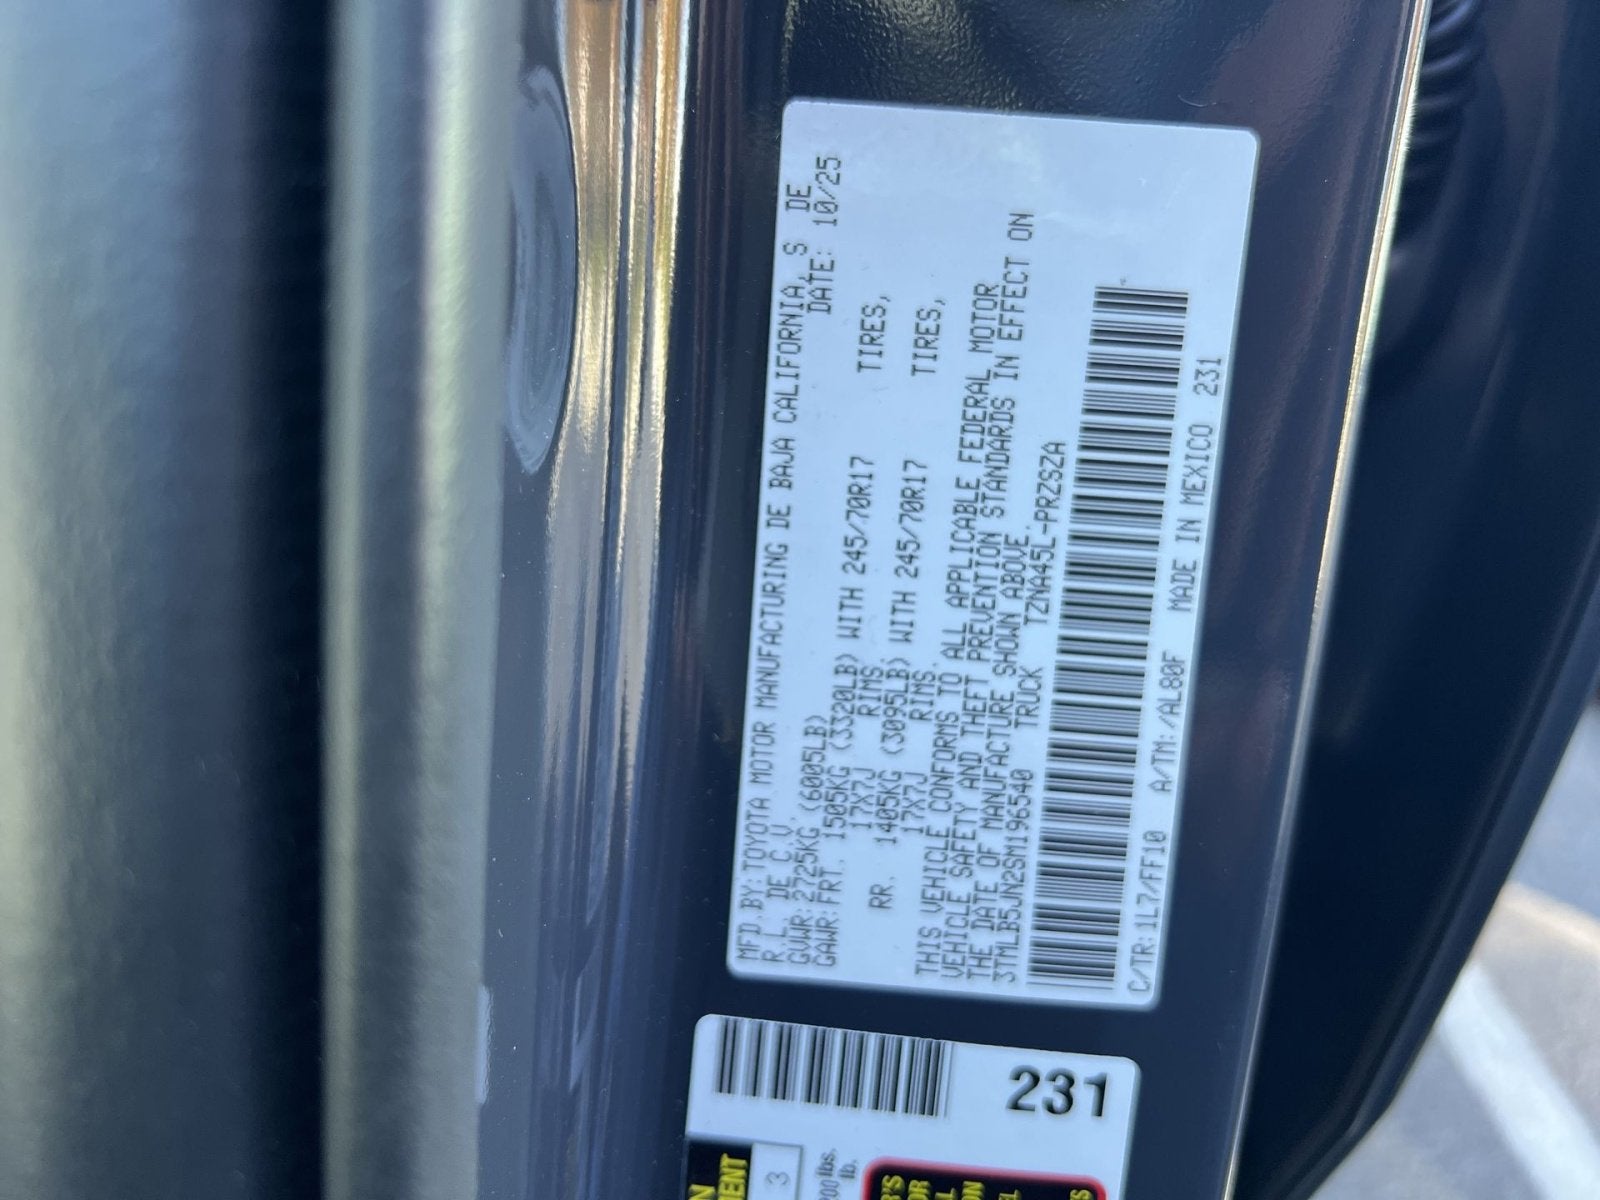 MFD.BY:TOYOTA MOTOR MANUFACTURING DE BAJA CALIFORNIA, S DE
R.L. DE C.V. DATE: 10/25
GVWR:2725KG (6005LB)
GAWR:FRT. 1505KG (3320LB) WITH 245/70R17 TIRES,
17X7J RIMS.
RR. 1405KG (3095LB) WITH 245/70R17 TIRES,
17X7J RIMS.
THIS VEHICLE CONFORMS TO ALL APPLICABLE FEDERAL MOTOR
VEHICLE SAFETY AND THEFT PREVENTION STANDARDS IN EFFECT ON
THE DATE OF MANUFACTURE SHOWN ABOVE.
3TMLB5JN2SM196540 TRUCK TZNA45L-PRZSZA
C/TR:1L7/FF10 A/TM:/AL80F MADE IN MEXICO 231
231
3
lbs.
lb.